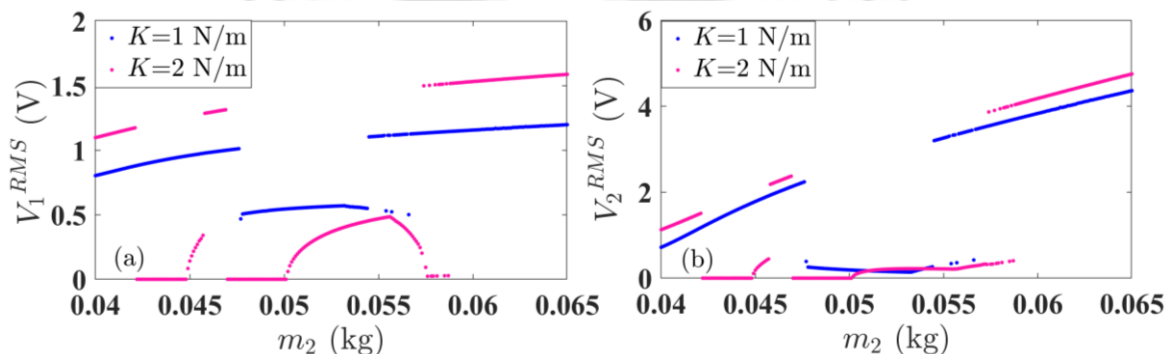 2
1.5
1
0.5
0
V₁ᴿᴹˢ (V)
K=1 N/m
K=2 N/m
(a)
0.04 0.045 0.05 0.055 0.06 0.065
m₂ (kg)
6
4
2
0
V₂ᴿᴹˢ (V)
K=1 N/m
K=2 N/m
(b)
0.04 0.045 0.05 0.055 0.06 0.065
m₂ (kg)